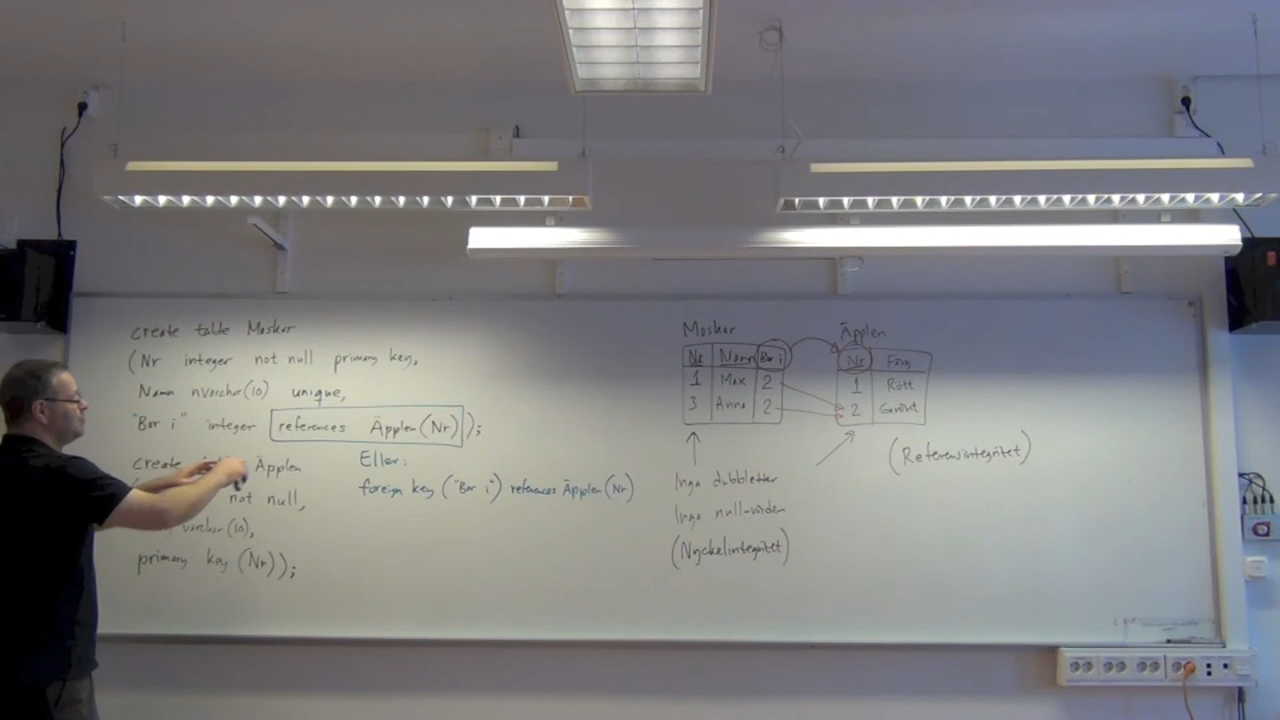 create table Maskar
(Nr integer not null primary key,
Namn nvarchar(10) unique,
"Bor i" integer references Äpplen(Nr));
create Äpplen
not null,
varchar(10),
primary key (Nr));
Eller:
foreign key ("Bor i") references Äpplen(Nr)
Maskar
Nr Namn Bor i
1 Max 2
3 Anna 2
Inga dubbletter
Inga null-värden
(Nyckelintegritet)
Äpplen
Nr Färg
1 Rött
2 Grönt
(Referensintegritet)